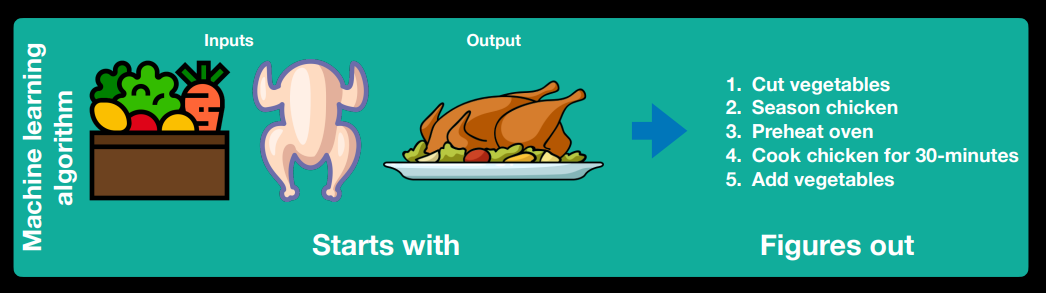 Machine learning
algorithm
Inputs
Output
1. Cut vegetables
2. Season chicken
3. Preheat oven
4. Cook chicken for 30-minutes
5. Add vegetables
Starts with
Figures out